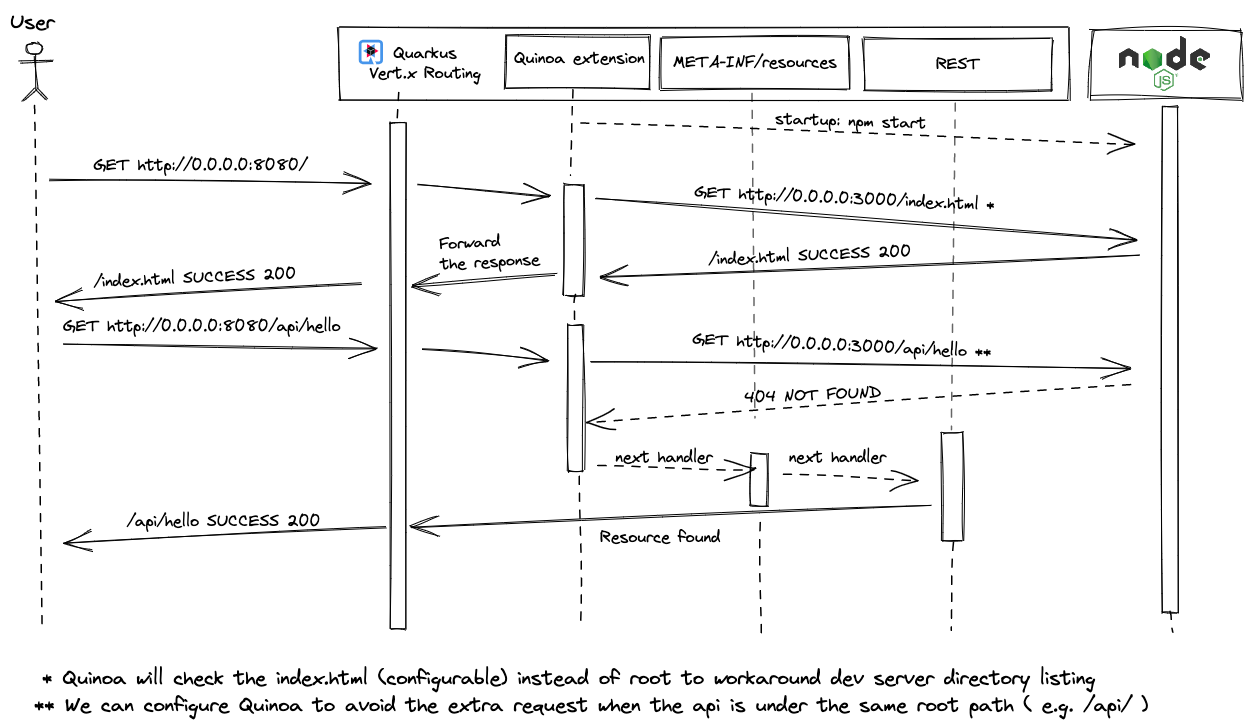 User
Quarkus
Vert.x Routing
Quinoa extension
META-INF/resources
REST
node
JS
startup: npm start
GET http://0.0.0.0:8080/
GET http://0.0.0.0:3000/index.html *
Forward
the response
/index.html SUCCESS 200
/index.html SUCCESS 200
GET http://0.0.0.0:8080/api/hello
GET http://0.0.0.0:3000/api/hello **
404 NOT FOUND
next handler
next handler
/api/hello SUCCESS 200
Resource found
* Quinoa will check the index.html (configurable) instead of root to workaround dev server directory listing
** We can configure Quinoa to avoid the extra request when the api is under the same root path ( e.g. /api/ )